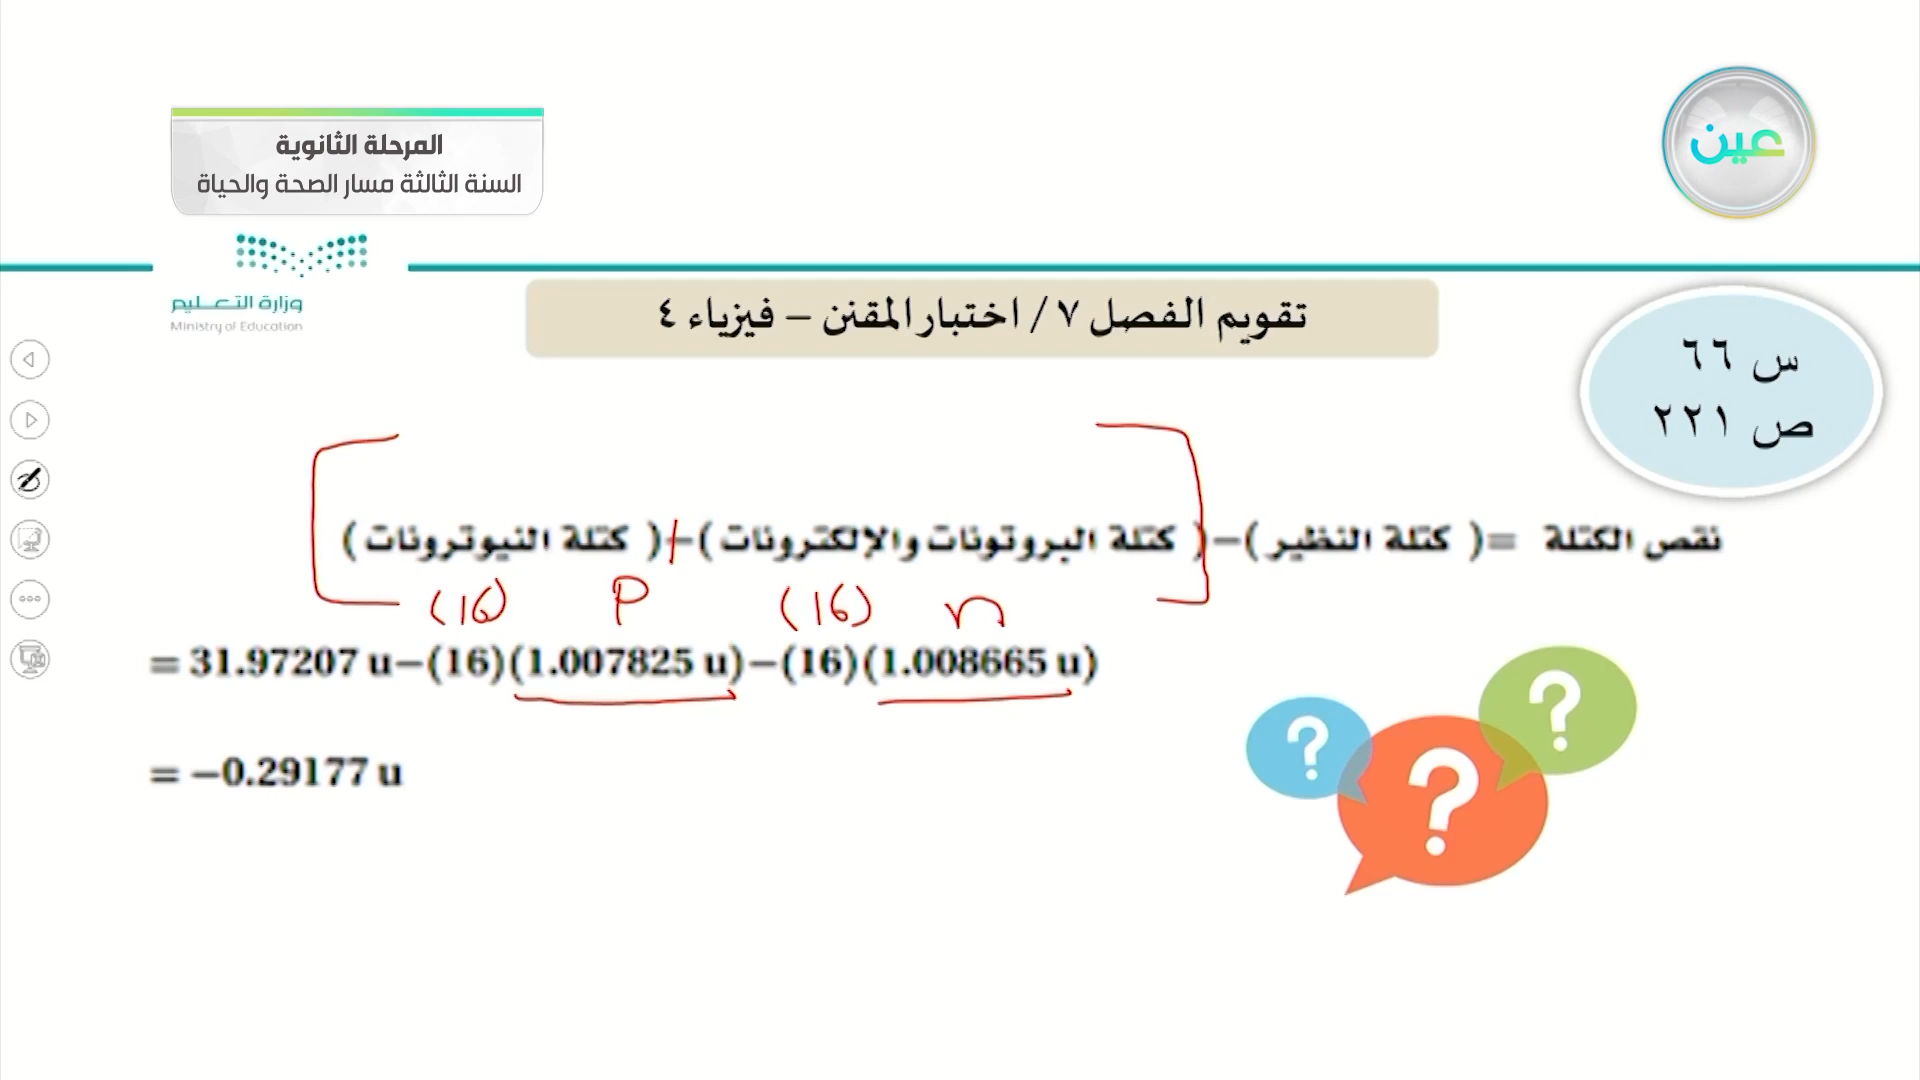 المرحلة الثانوية
السنة الثالثة مسار الصحة والحياة
عين
وزارة التعليم
Ministry of Education
تقويم الفصل ٧ / اختبار المقنن – فيزياء ٤
س ٦٦
ص ٢٢١
نقص الكتلة = ( كتلة النظير ) – ( كتلة البروتونات والإلكترونات ) + ( كتلة النيوترونات )
(16) P (16) n
= 31.97207 u–(16)(1.007825 u)–(16)(1.008665 u)
= –0.29177 u
? ? ?